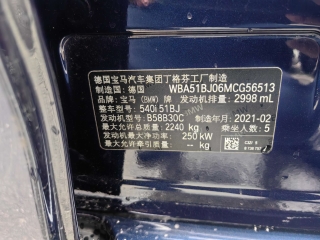 德国宝马汽车集团丁格芬工厂制造
制造国: 德国 WBA51BJ06MCG56513
品牌: 宝马 (BMW) 牌 发动机排量: 2998 mL
整车型号: 540i 51BJ
发动机型号: B58B30C 制造年月: 2021-02
最大允许总质量: 2240 kg 乘坐人数: 5
发动机最大净功率: 250 kW
最大允许牵引质量: -- kg